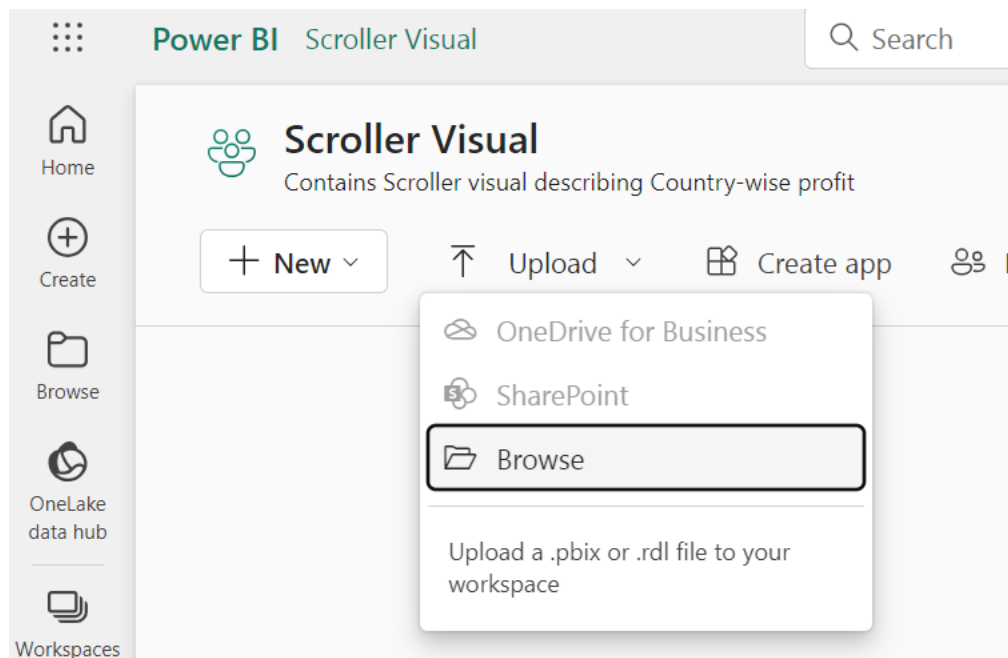 Power BI Scroller Visual
Search
Home
Create
Browse
OneLake
data hub
Workspaces
Scroller Visual
Contains Scroller visual describing Country-wise profit
New
Upload
Create app
OneDrive for Business
SharePoint
Browse
Upload a .pbix or .rdl file to your
workspace